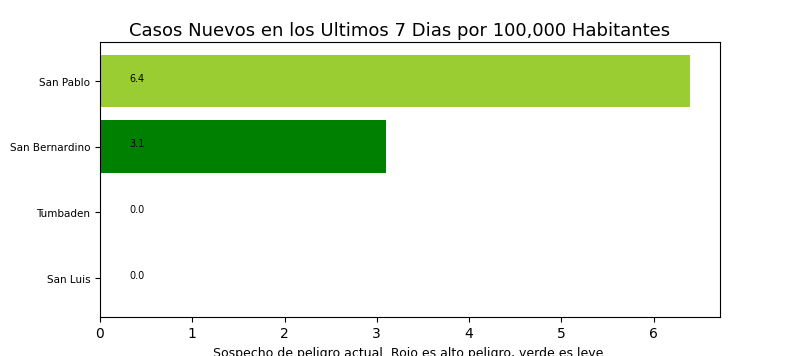 Casos Nuevos en los Ultimos 7 Dias por 100,000 Habitantes
San Pablo 6.4
San Bernardino 3.1
Tumbaden 0.0
San Luis 0.0
0 1 2 3 4 5 6
Sospecho de peligro actual. Rojo es alto peligro, verde es leve